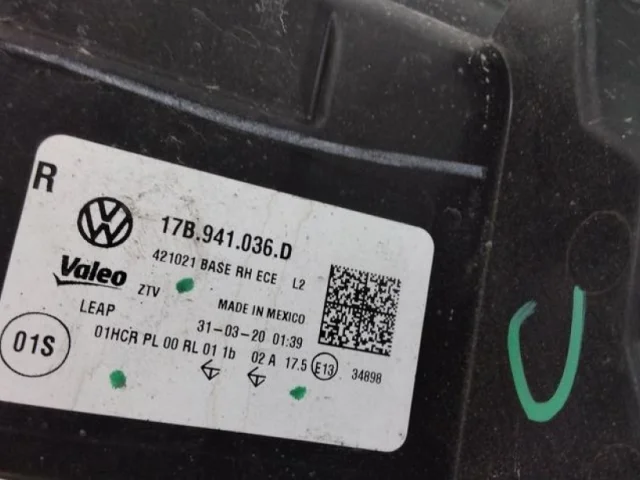 R
VW
17B.941.036.D
421021 BASE RH ECE L2
Valeo
ZTV
MADE IN MEXICO
LEAP
31-03-20 01:39
01S
01HCR PL 00 RL 01 1b 02 A 17.5 E13 34898
U